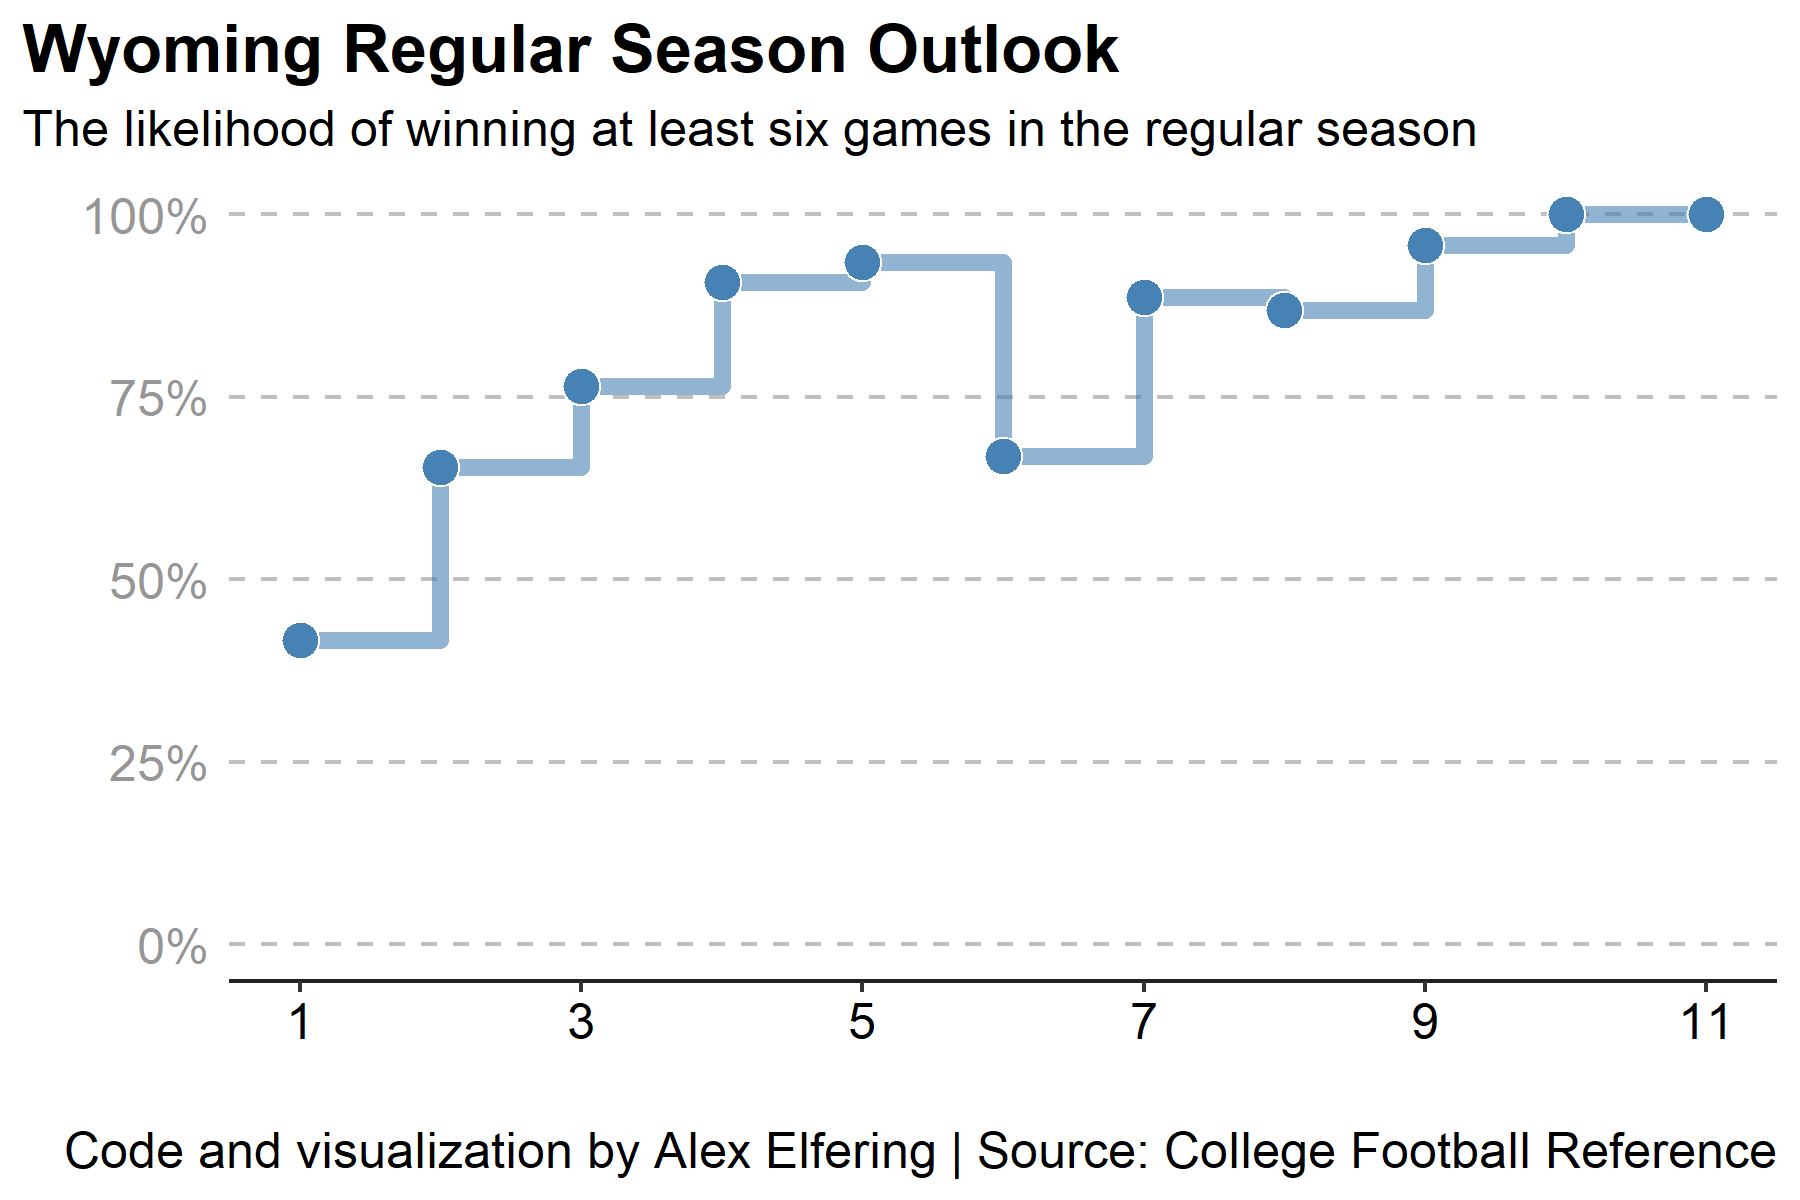 Wyoming Regular Season Outlook
The likelihood of winning at least six games in the regular season
100%
75%
50%
25%
0%
1 3 5 7 9 11
Code and visualization by Alex Elfering | Source: College Football Reference